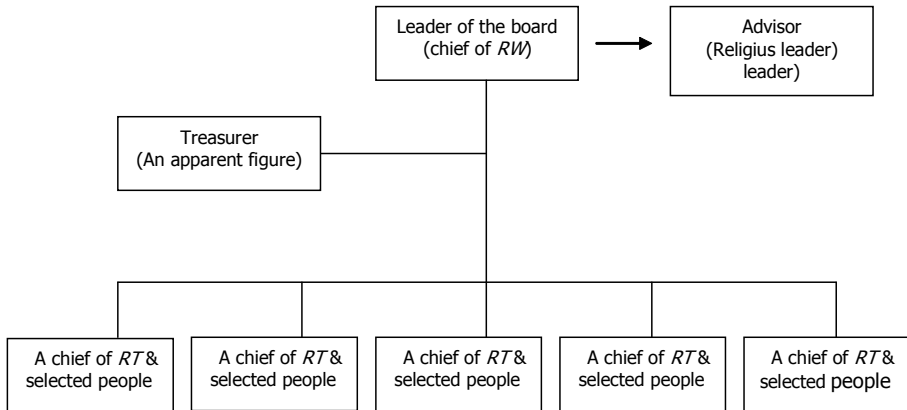 Leader of the board
(chief of RW)
Advisor
(Religius leader)
leader)
Treasurer
(An apparent figure)
A chief of RT &
selected people
A chief of RT &
selected people
A chief of RT &
selected people
A chief of RT &
selected people
A chief of RT &
selected people